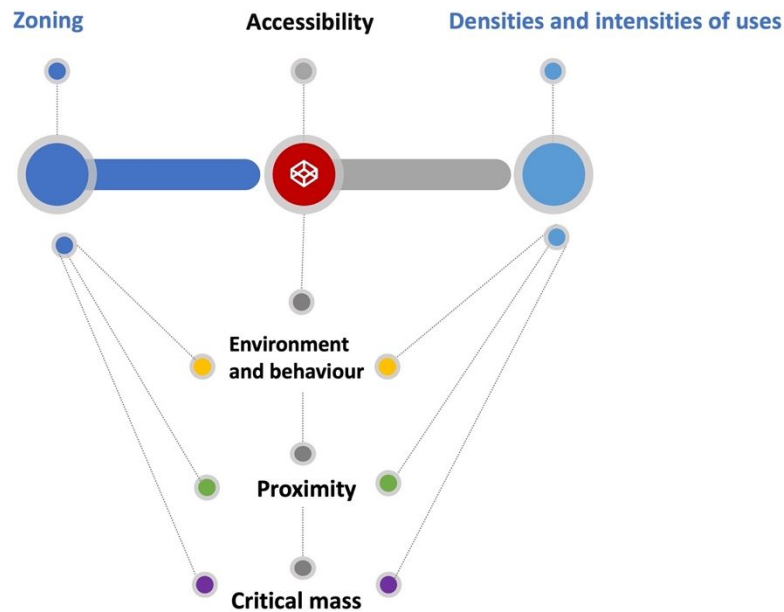 Zoning
Accessibility
Densities and intensities of uses
Environment
and behaviour
Proximity
Critical mass